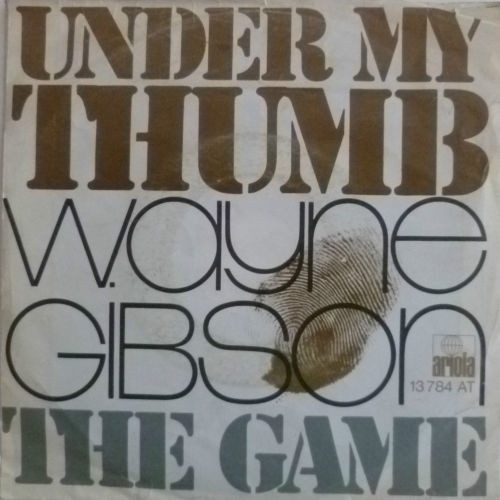 UNDER MY
THUMB
W.ayne
GIBSON
ariola
13 784 AT
THE GAME